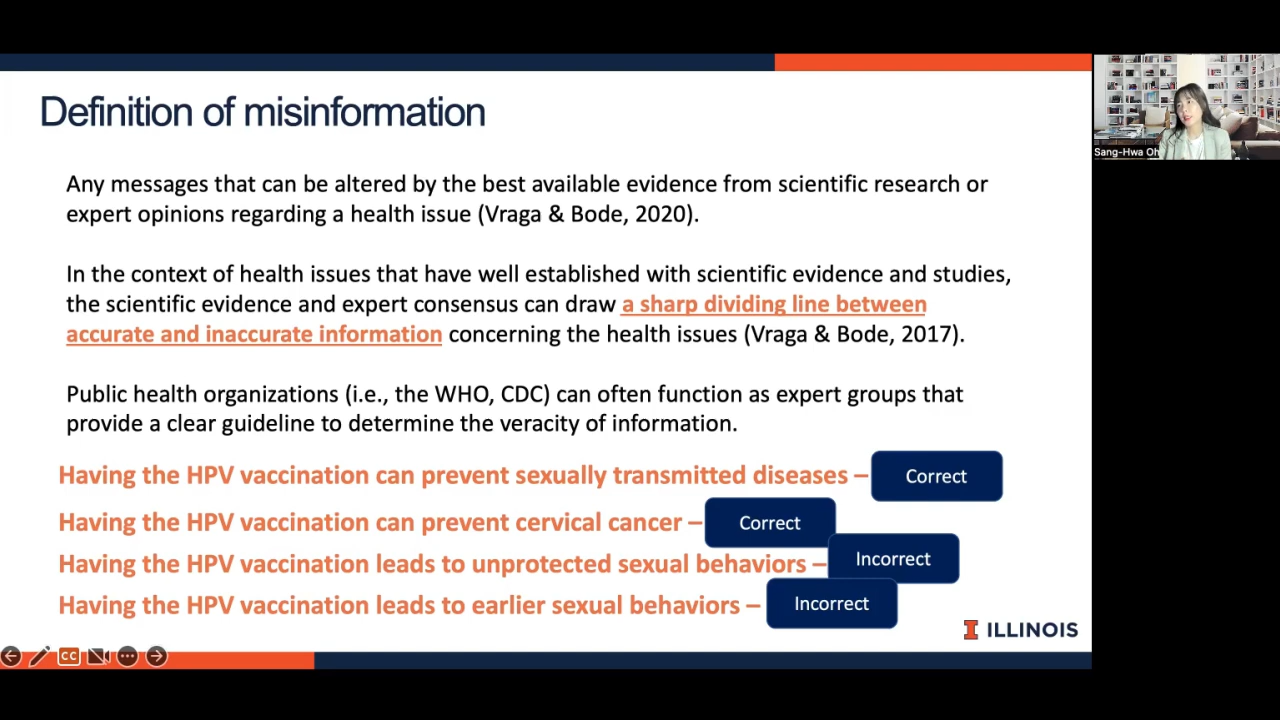 Definition of misinformation
Any messages that can be altered by the best available evidence from scientific research or
expert opinions regarding a health issue (Vraga & Bode, 2020).
In the context of health issues that have well established with scientific evidence and studies,
the scientific evidence and expert consensus can draw a sharp dividing line between
accurate and inaccurate information concerning the health issues (Vraga & Bode, 2017).
Public health organizations (i.e., the WHO, CDC) can often function as expert groups that
provide a clear guideline to determine the veracity of information.
Having the HPV vaccination can prevent sexually transmitted diseases – Correct
Having the HPV vaccination can prevent cervical cancer – Correct
Having the HPV vaccination leads to unprotected sexual behaviors – Incorrect
Having the HPV vaccination leads to earlier sexual behaviors – Incorrect
I ILLINOIS
CC
Sang-Hwa Oh